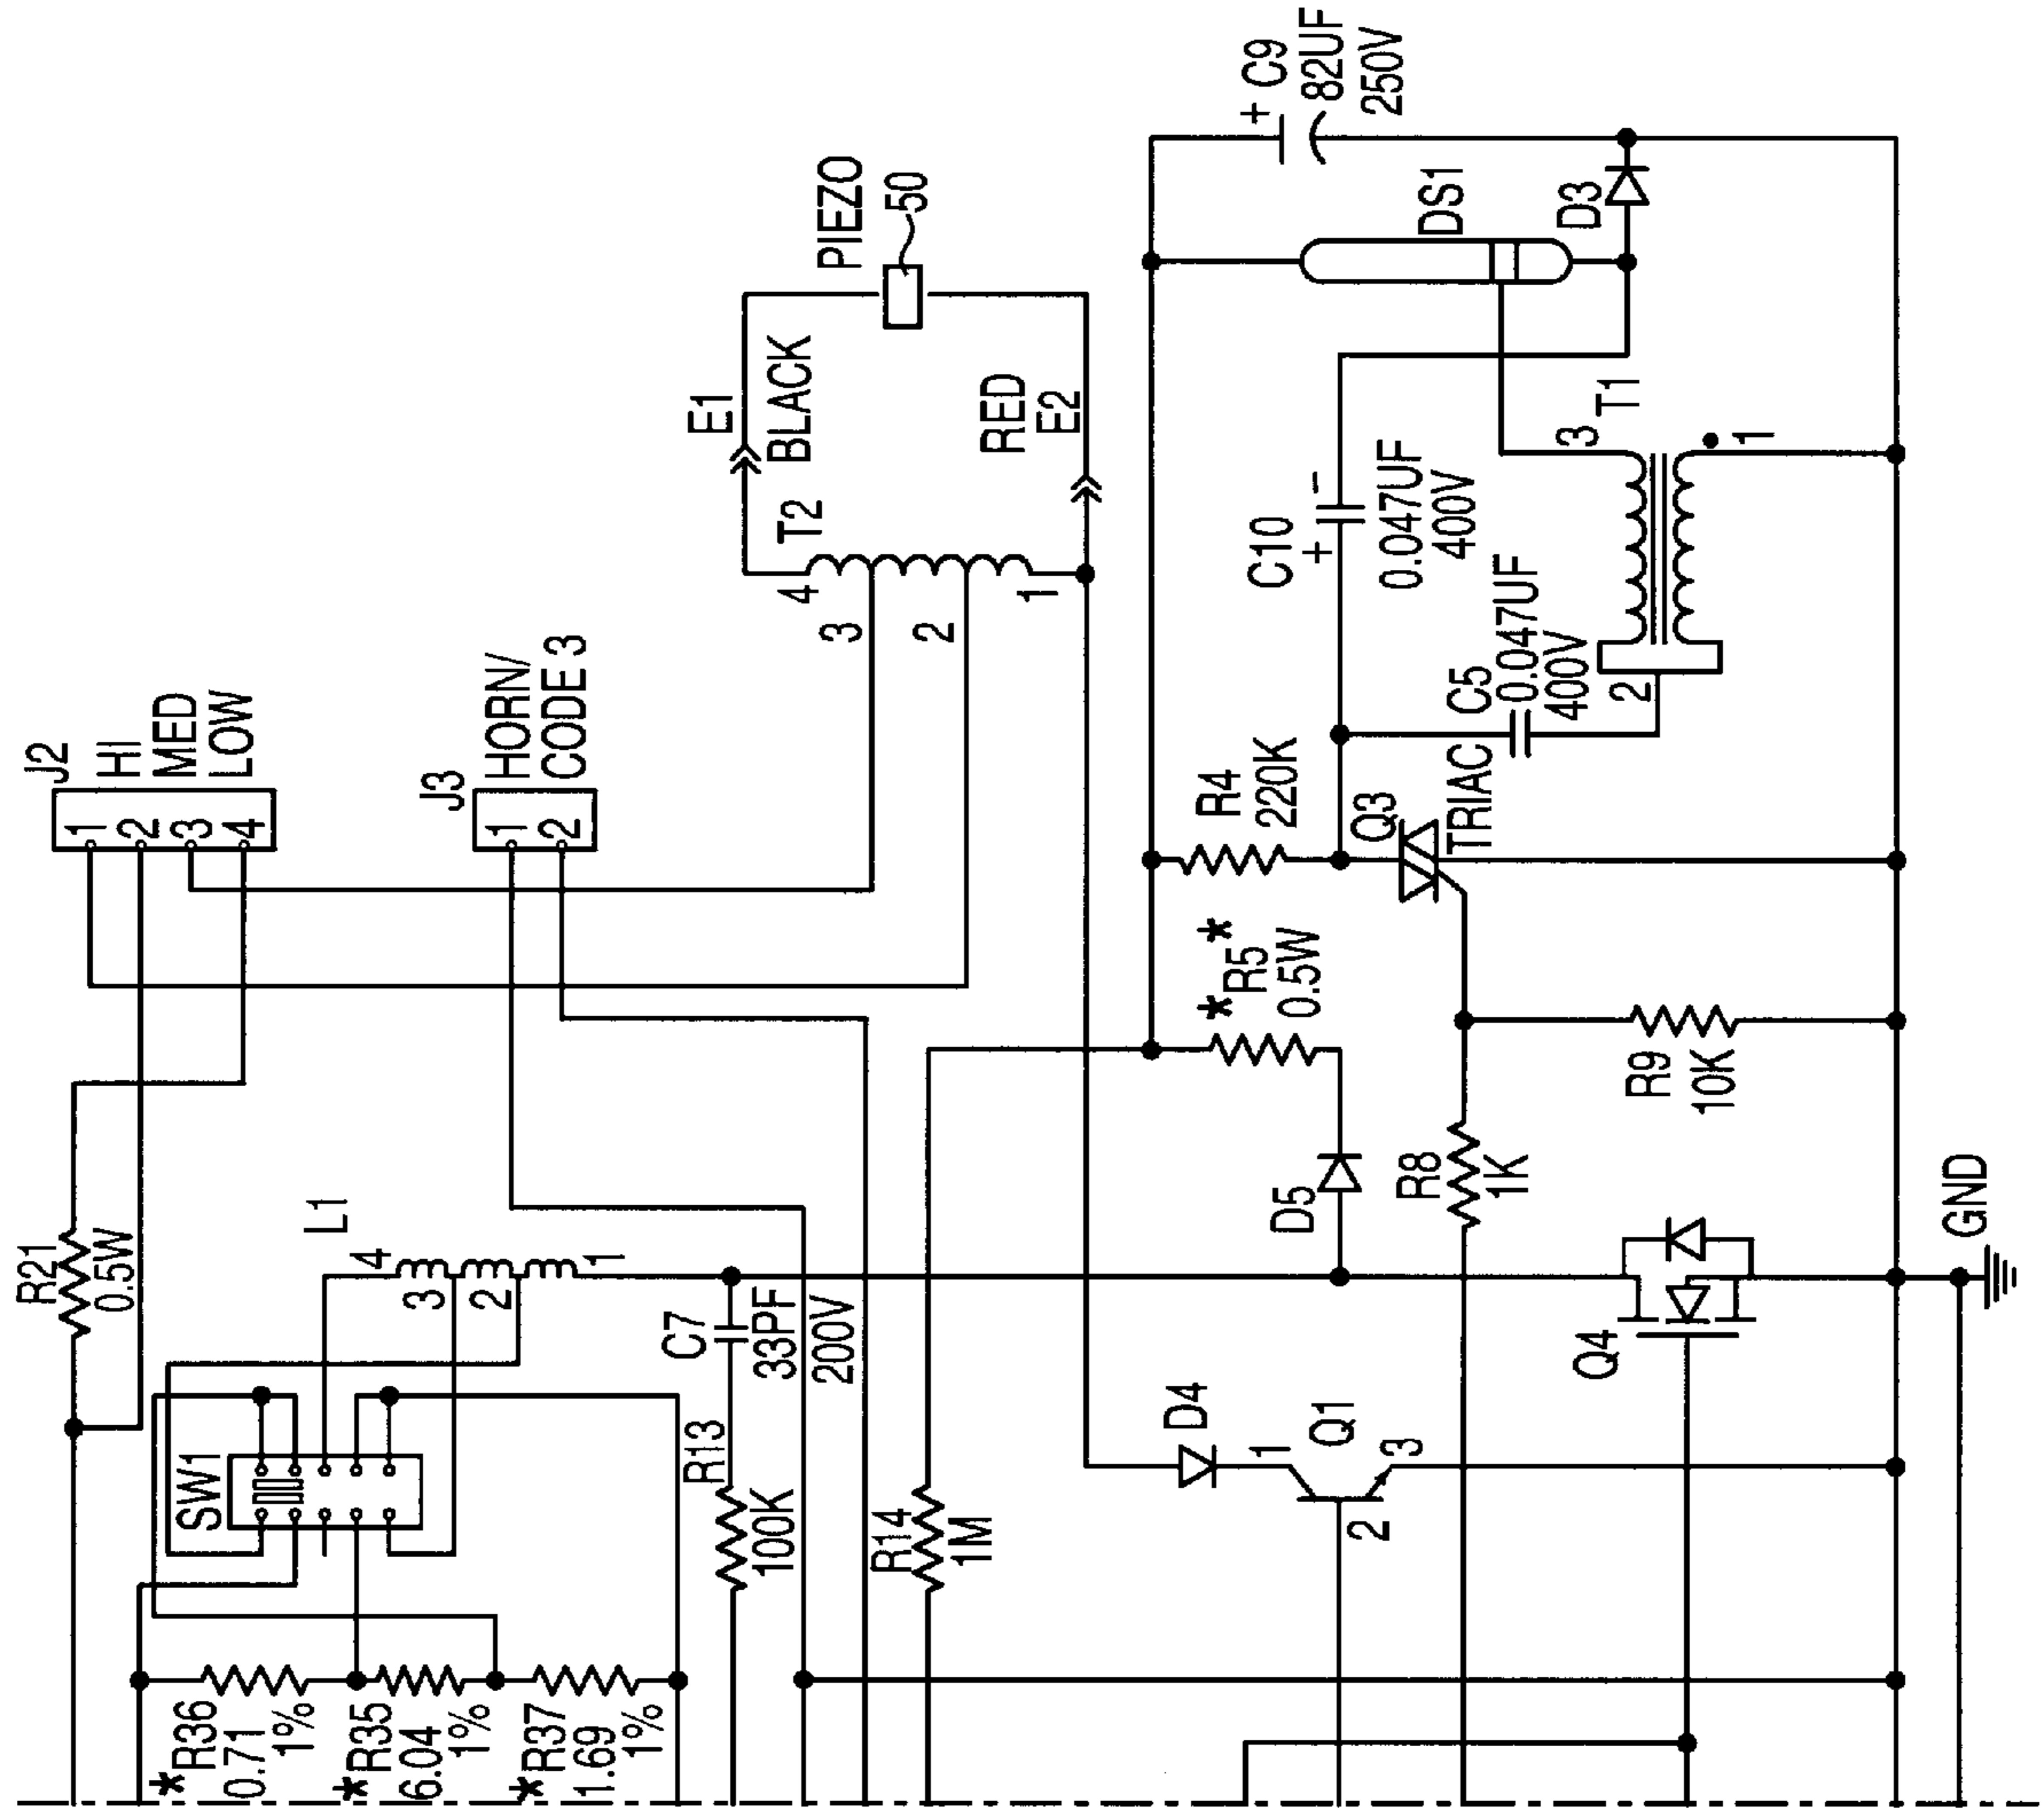 J2
HI
MED
LOW
1
2
3
4
J3
HORN/
CODE 3
1
2
R21
0.5W
L1
4
3
2
1
SW1
*R36
0.71
1%
*R35
6.04
1%
*R37
1.69
1%
C7
33PF
200V
R13
100K
R14
1M
PIEZO
50
E1
BLACK
RED
E2
T2
4
3
2
1
+ C9
82UF
250V
DS1
D3
T1
3
1
2
C10
+ -
0.047UF
400V
C5
0.047UF
400V
R4
220K
Q3
TRIAC
*R5*
0.5W
R9
10K
R8
1K
D5
D4
Q1
1
2
3
Q4
GND